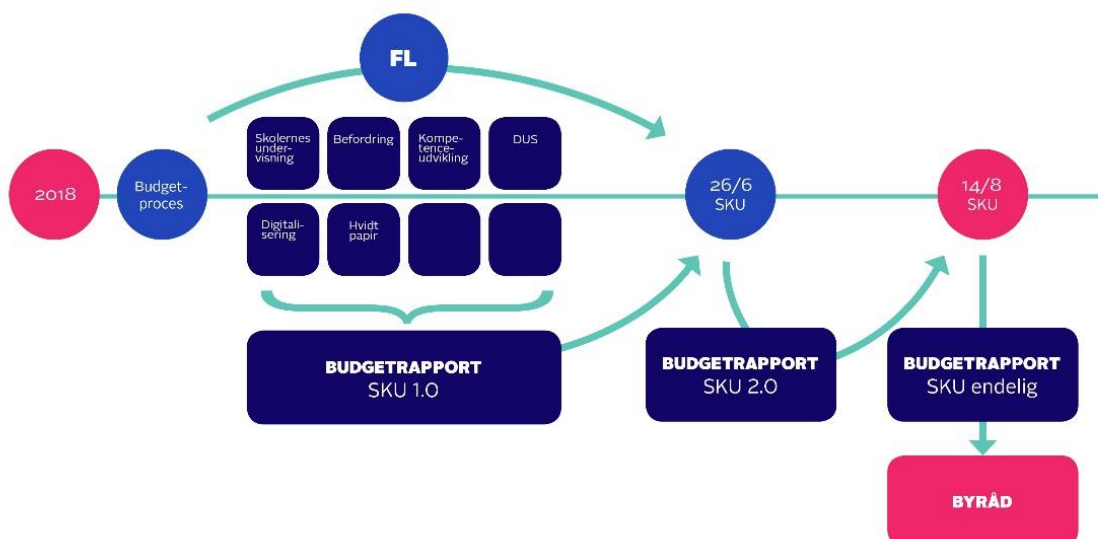 FL
Skolernes
under-
visning
Befordring
Kompe-
tence-
udvikling
DUS
2018
Budget-
proces
26/6
SKU
14/8
SKU
Digitali-
sering
Hvidt
papir
BUDGETRAPPORT
SKU 1.0
BUDGETRAPPORT
SKU 2.0
BUDGETRAPPORT
SKU endelig
BYRÅD